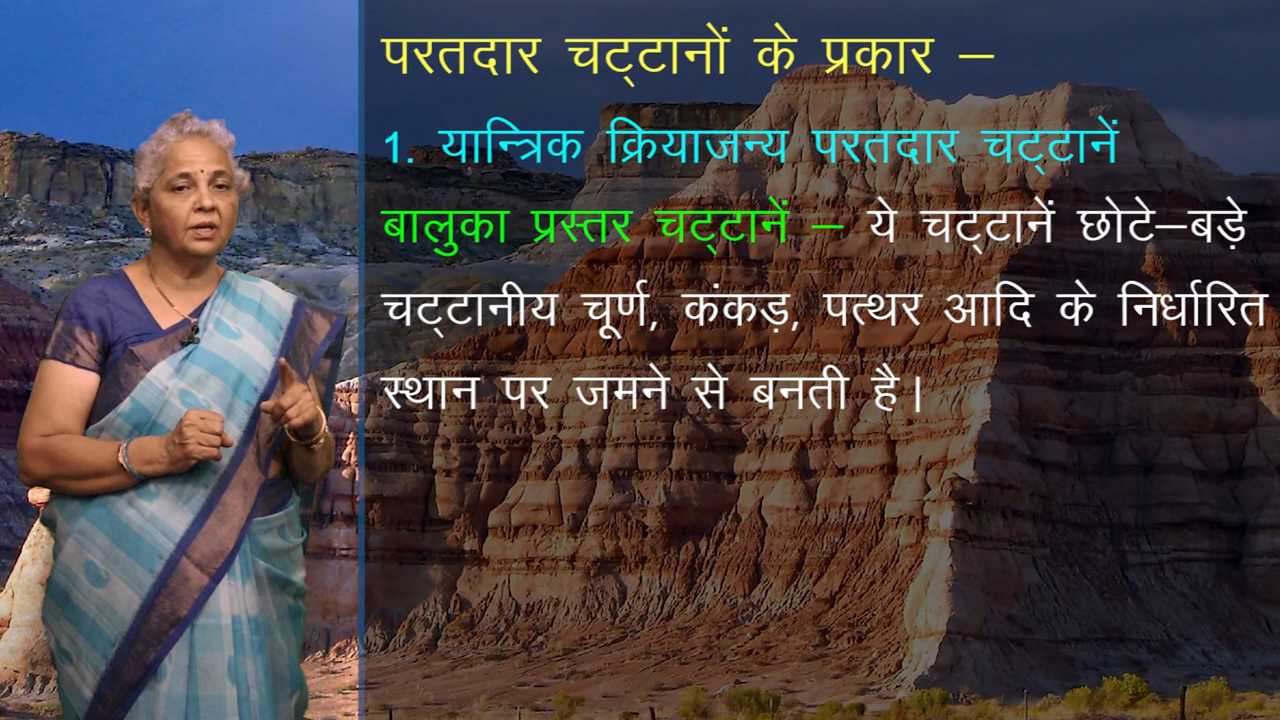 परतदार चट्टानों के प्रकार –
1. यान्त्रिक क्रियाजन्य परतदार चट्टानें
बालुका प्रस्तर चट्टानें – ये चट्टानें छोटे–बड़े
चट्टानीय चूर्ण, कंकड़, पत्थर आदि के निर्धारित
स्थान पर जमने से बनती है।